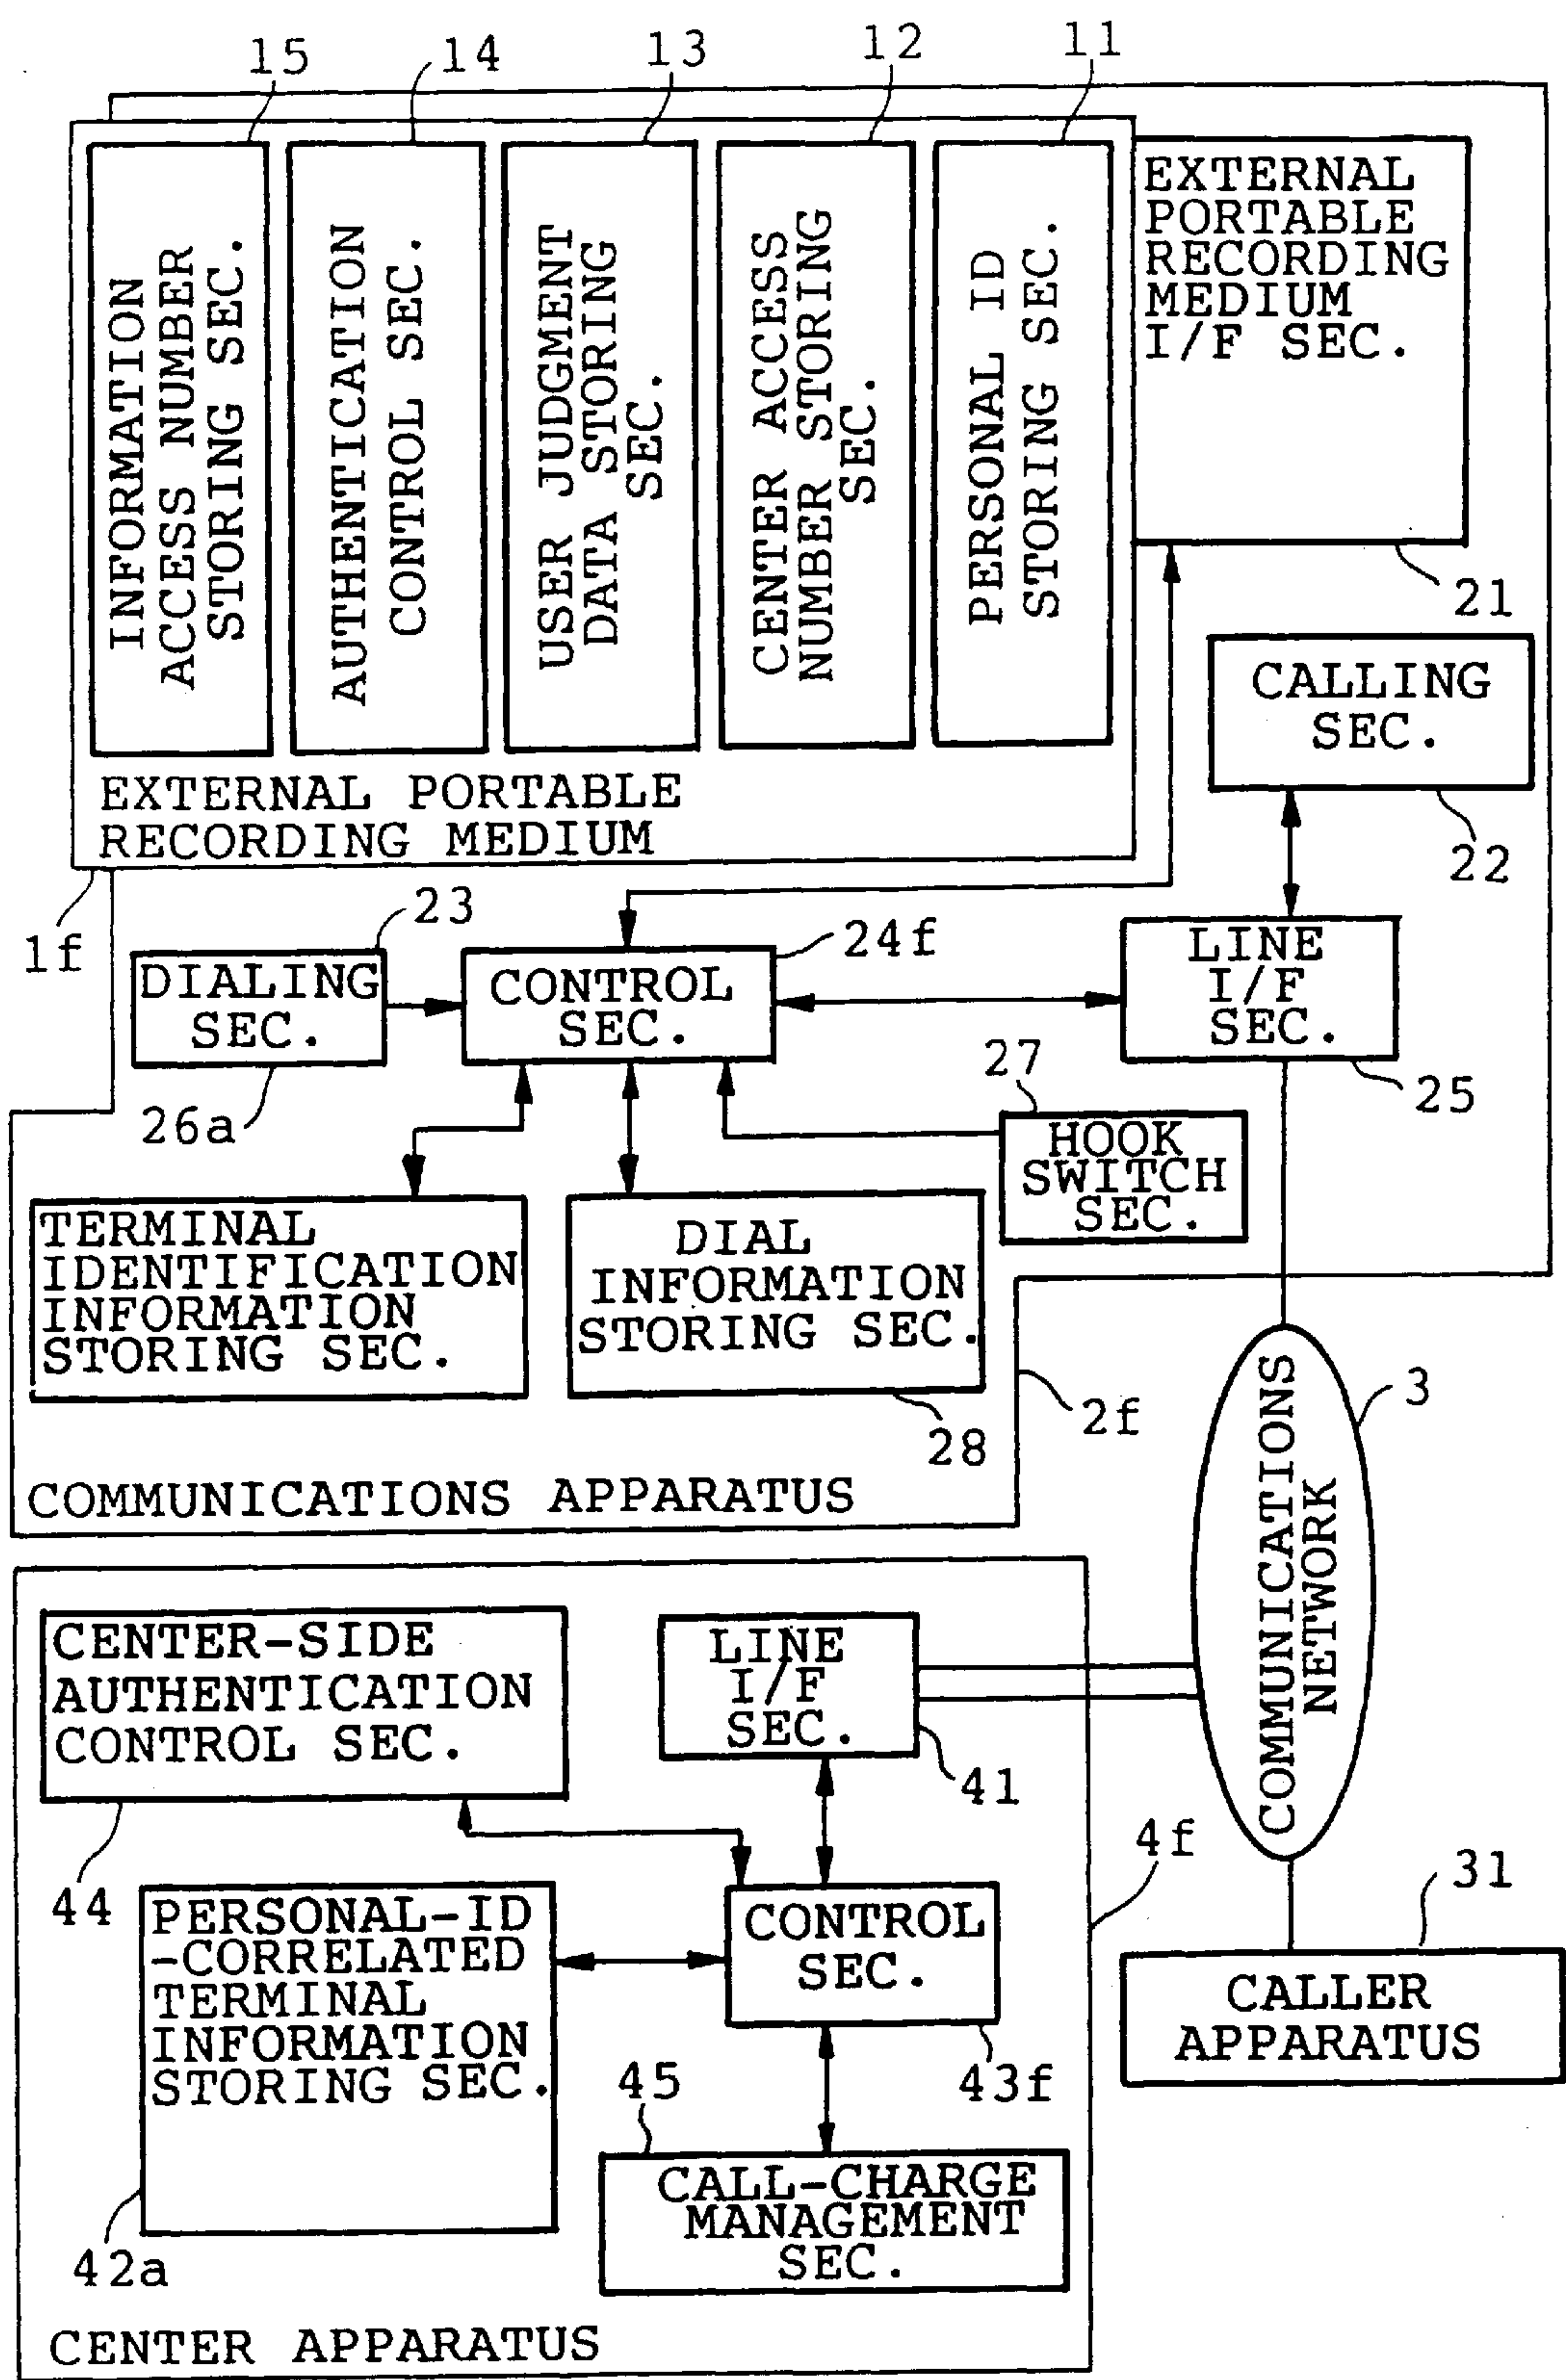 15
14
13
12
11
INFORMATION
ACCESS NUMBER
STORING SEC.
AUTHENTICATION
CONTROL SEC.
USER JUDGMENT
DATA STORING
SEC.
CENTER ACCESS
NUMBER STORING
SEC.
PERSONAL ID
STORING SEC.
EXTERNAL
PORTABLE
RECORDING
MEDIUM
I/F SEC.
21
CALLING
SEC.
22
EXTERNAL PORTABLE
RECORDING MEDIUM
1f
23
DIALING
SEC.
26a
CONTROL
SEC.
24f
LINE
I/F
SEC.
25
27
HOOK
SWITCH
SEC.
TERMINAL
IDENTIFICATION
INFORMATION
STORING SEC.
DIAL
INFORMATION
STORING SEC.
28
2f
COMMUNICATIONS APPARATUS
3
COMMUNICATIONS
NETWORK
CENTER-SIDE
AUTHENTICATION
CONTROL SEC.
44
LINE
I/F
SEC.
41
4f
31
PERSONAL-ID
-CORRELATED
TERMINAL
INFORMATION
STORING SEC.
42a
CONTROL
SEC.
43f
CALLER
APPARATUS
45
CALL-CHARGE
MANAGEMENT
SEC.
CENTER APPARATUS